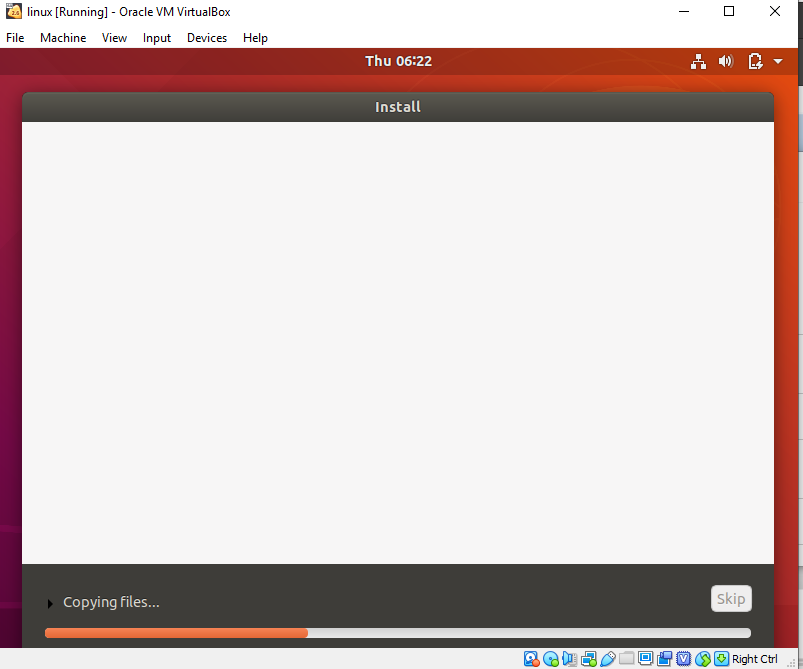 linux [Running] - Oracle VM VirtualBox
File Machine View Input Devices Help
Thu 06:22
Install
Copying files...
Skip
Right Ctrl